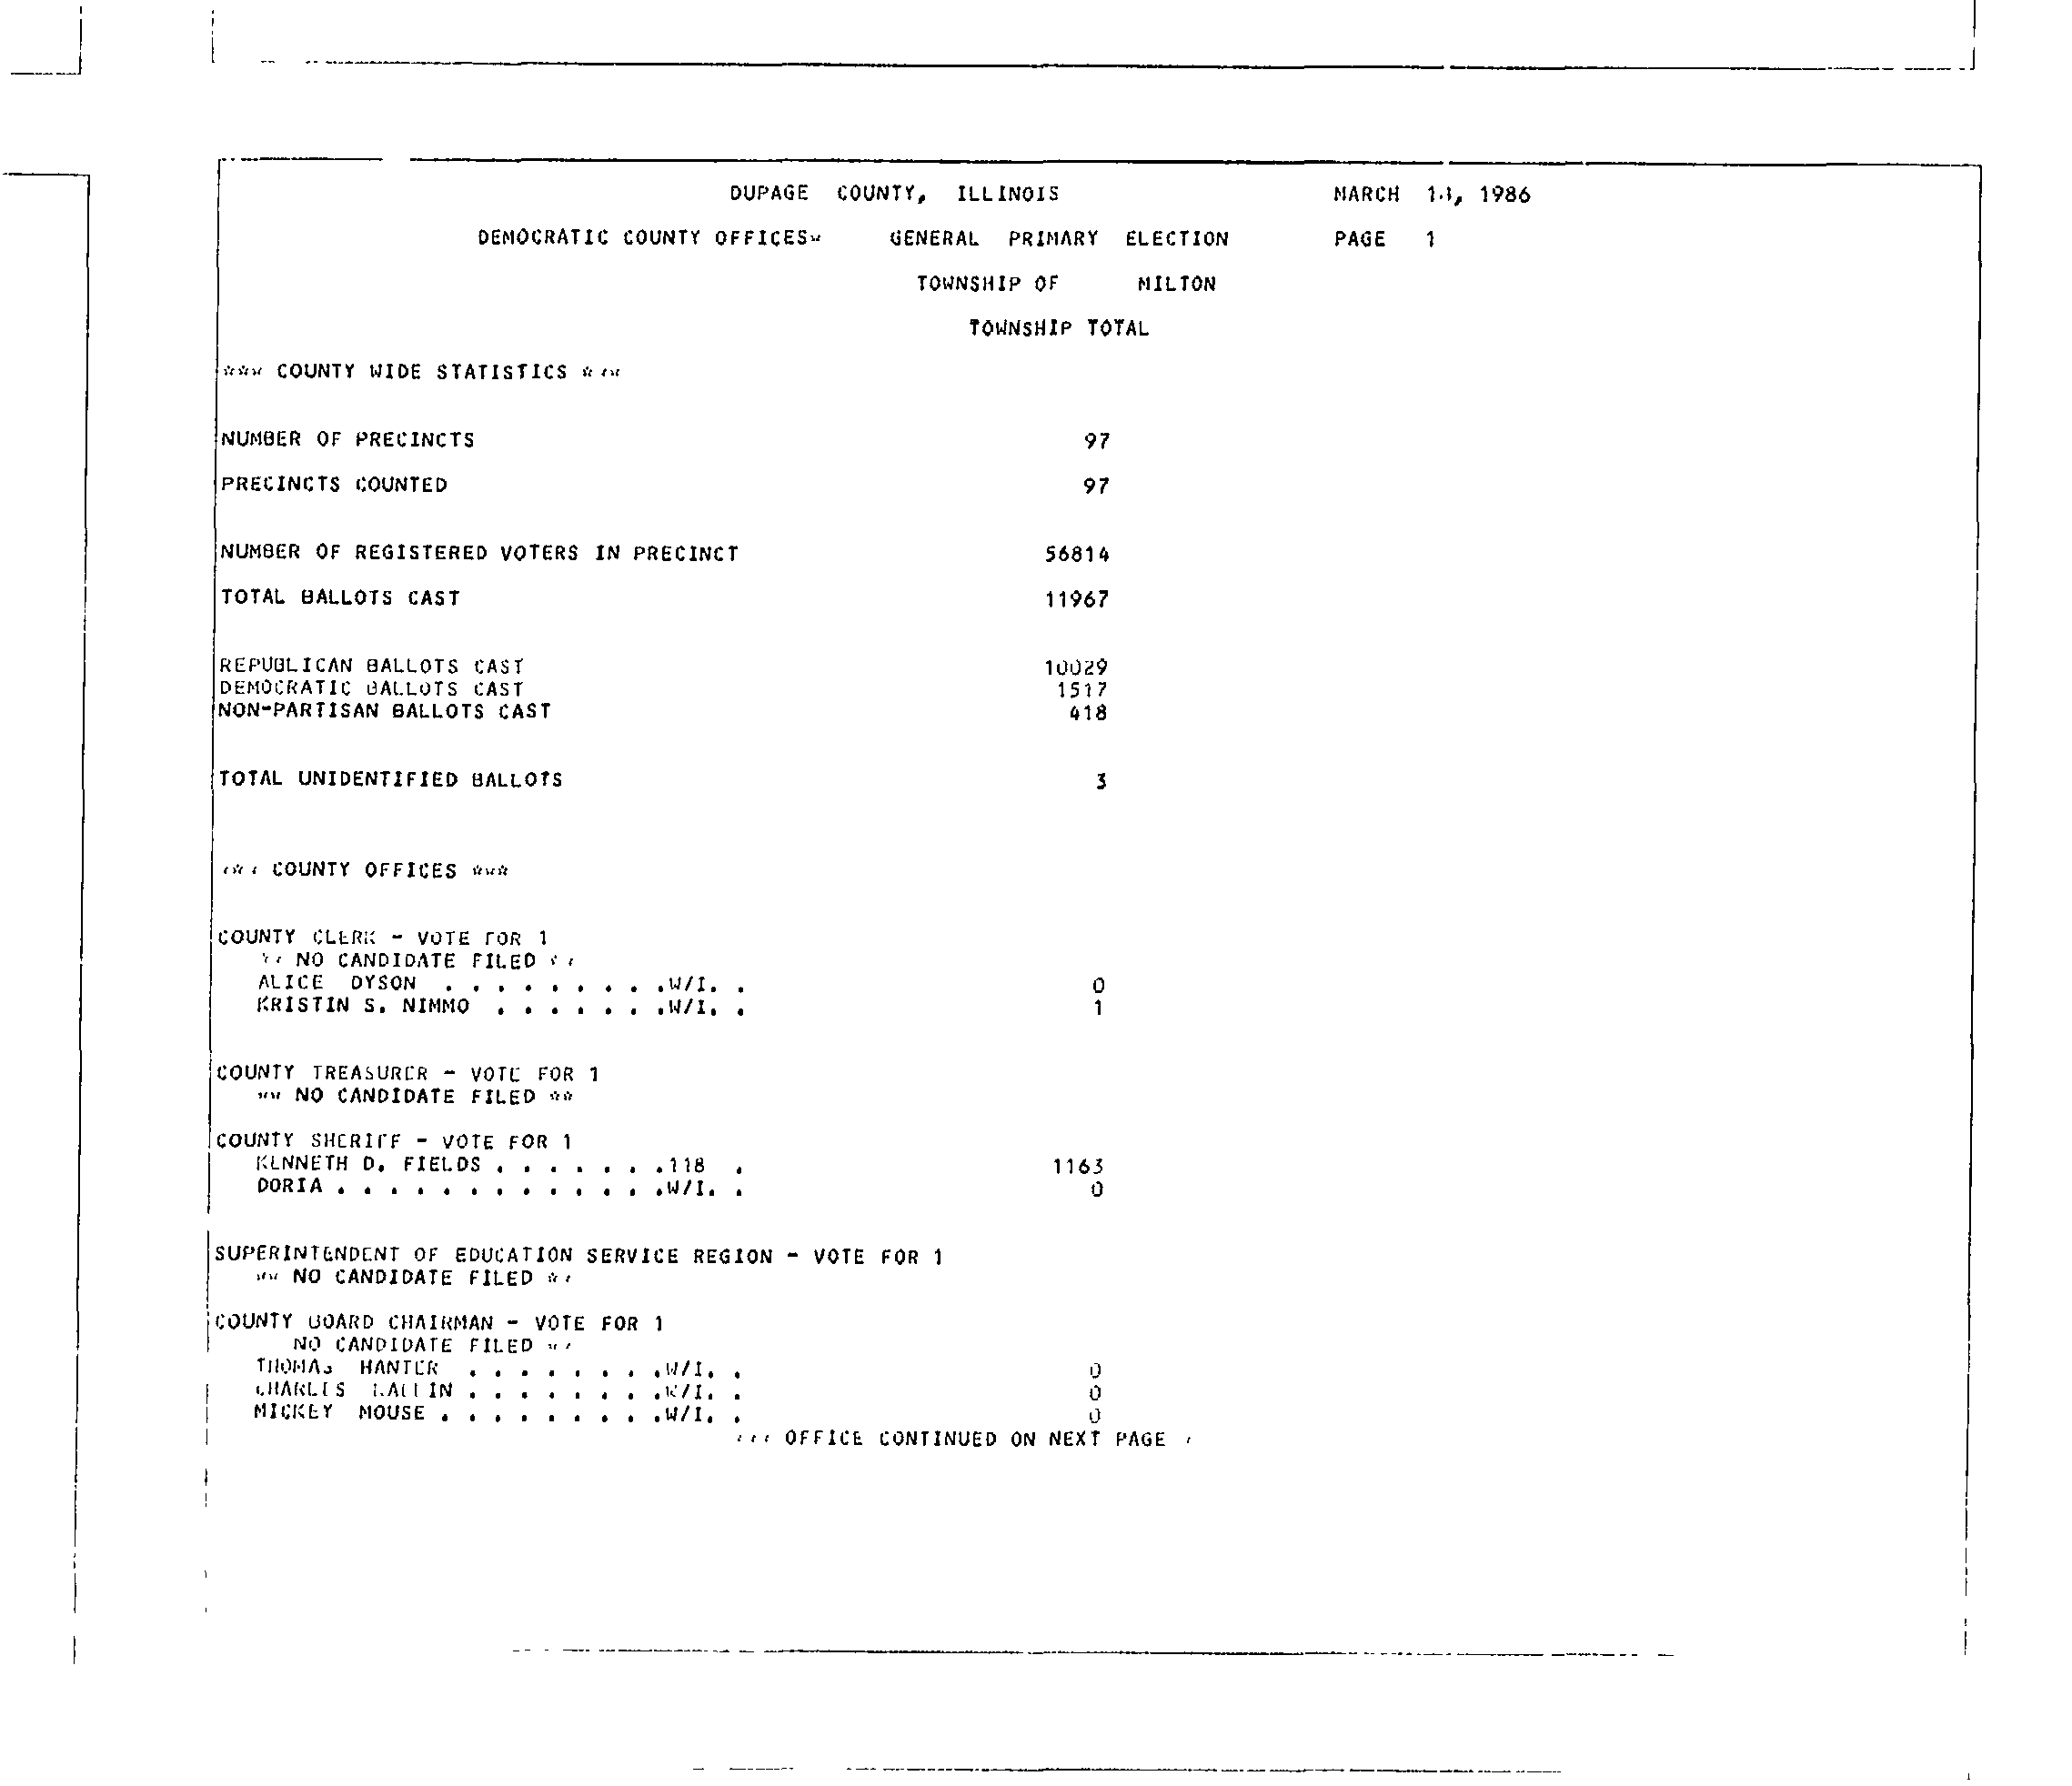 DUPAGE COUNTY, ILLINOIS MARCH 18, 1986
DEMOCRATIC COUNTY OFFICES* GENERAL PRIMARY ELECTION PAGE 1
TOWNSHIP OF MILTON
TOWNSHIP TOTAL
*** COUNTY WIDE STATISTICS ***
NUMBER OF PRECINCTS 97
PRECINCTS COUNTED 97
NUMBER OF REGISTERED VOTERS IN PRECINCT 56814
TOTAL BALLOTS CAST 11967
REPUBLICAN BALLOTS CAST 10029
DEMOCRATIC BALLOTS CAST 1517
NON-PARTISAN BALLOTS CAST 418
TOTAL UNIDENTIFIED BALLOTS 3
*** COUNTY OFFICES ***
COUNTY CLERK - VOTE FOR 1
** NO CANDIDATE FILED **
ALICE DYSON . . . . . . . . .W/I. . 0
KRISTIN S. NIMMO . . . . . . .W/I. . 1
COUNTY TREASURER - VOTE FOR 1
** NO CANDIDATE FILED **
COUNTY SHERIFF - VOTE FOR 1
KENNETH D. FIELDS . . . . . . .118 . 1163
DORIA . . . . . . . . . . . . .W/I. . 0
SUPERINTENDENT OF EDUCATION SERVICE REGION - VOTE FOR 1
** NO CANDIDATE FILED **
COUNTY BOARD CHAIRMAN - VOTE FOR 1
NO CANDIDATE FILED **
THOMAS HANTER . . . . . . . .W/I. . 0
CHARLES . . . . . . . .W/I. . 0
MICKEY MOUSE . . . . . . . . .W/I. . 0
*** OFFICE CONTINUED ON NEXT PAGE *